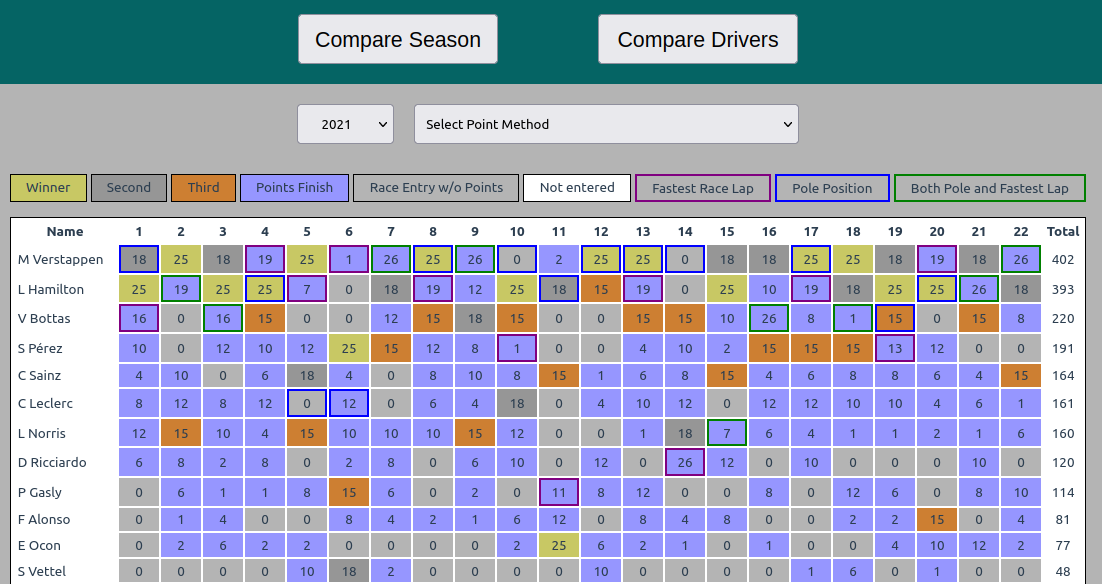 Compare Season Compare Drivers
2021 Select Point Method
Winner Second Third Points Finish Race Entry w/o Points Not entered Fastest Race Lap Pole Position Both Pole and Fastest Lap
Name 1 2 3 4 5 6 7 8 9 10 11 12 13 14 15 16 17 18 19 20 21 22 Total
M Verstappen 18 25 18 19 25 1 26 25 26 0 2 25 25 0 18 18 25 25 18 19 18 26 402
L Hamilton 25 19 25 25 7 0 18 19 12 25 18 15 19 0 25 10 19 18 25 25 26 18 393
V Bottas 16 0 16 15 0 0 12 15 18 15 0 0 15 15 10 26 8 1 15 0 15 8 220
S Pérez 10 0 12 10 12 25 15 12 8 1 0 0 4 10 2 15 15 15 13 12 0 0 191
C Sainz 4 10 0 6 18 4 0 8 10 8 15 1 6 8 15 4 6 8 8 6 4 15 164
C Leclerc 8 12 8 12 0 12 0 6 4 18 0 4 10 12 0 12 12 10 10 4 6 1 161
L Norris 12 15 10 4 15 10 10 10 15 12 0 0 1 18 7 6 4 1 1 2 1 6 160
D Ricciardo 6 8 2 8 0 2 8 0 6 10 0 12 0 26 12 0 10 0 0 0 10 0 120
P Gasly 0 6 1 1 8 15 6 0 2 0 11 8 12 0 0 8 0 12 6 0 8 10 114
F Alonso 0 1 4 0 0 8 4 2 1 6 12 0 8 4 8 0 0 2 2 15 0 4 81
E Ocon 0 2 6 2 2 0 0 0 0 2 25 6 2 1 0 1 0 0 4 10 12 2 77
S Vettel 0 0 0 0 10 18 2 0 0 0 0 10 0 0 0 0 1 6 0 1 0 0 48